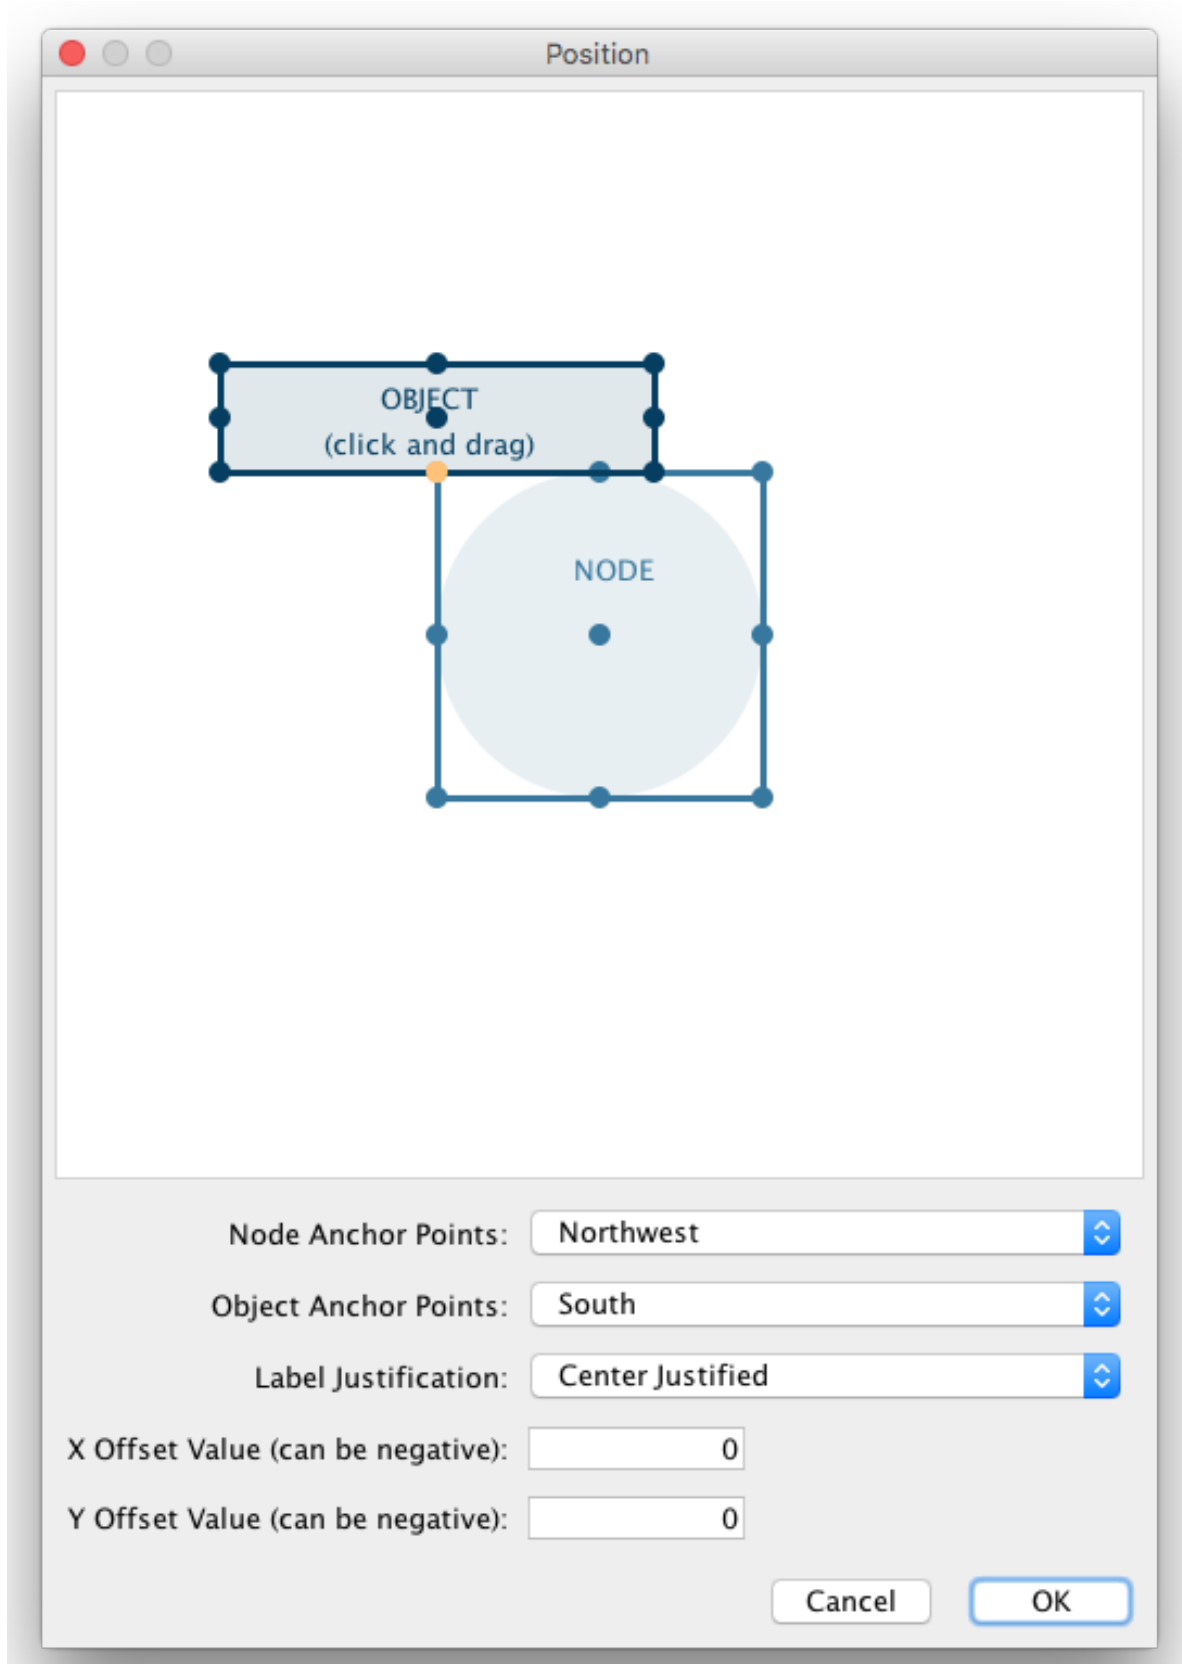 Position
OBJECT
(click and drag)
NODE
Node Anchor Points: Northwest
Object Anchor Points: South
Label Justification: Center Justified
X Offset Value (can be negative): 0
Y Offset Value (can be negative): 0
Cancel OK